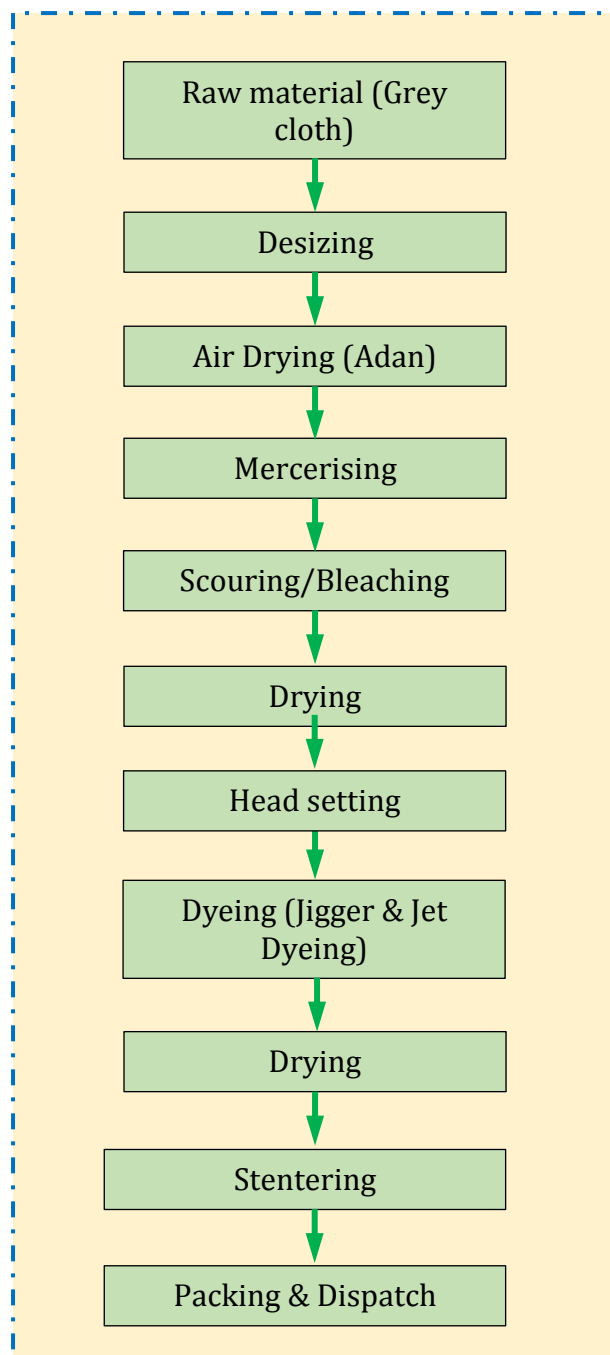 Raw material (Grey
cloth)
Desizing
Air Drying (Adan)
Mercerising
Scouring/Bleaching
Drying
Head setting
Dyeing (Jigger & Jet
Dyeing)
Drying
Stentering
Packing & Dispatch